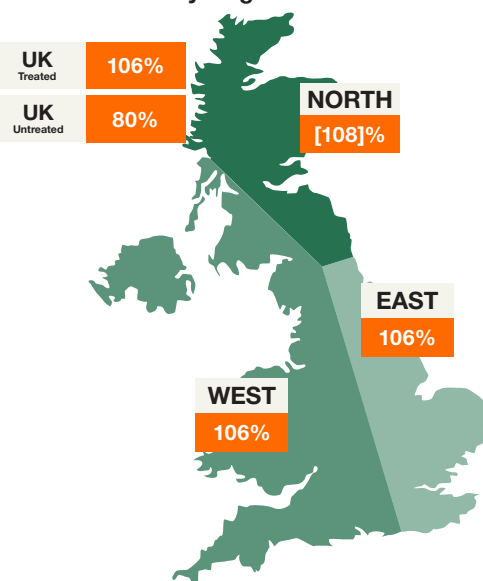 UK
Treated
106%
UK
Untreated
80%
NORTH
[108]%
EAST
106%
WEST
106%